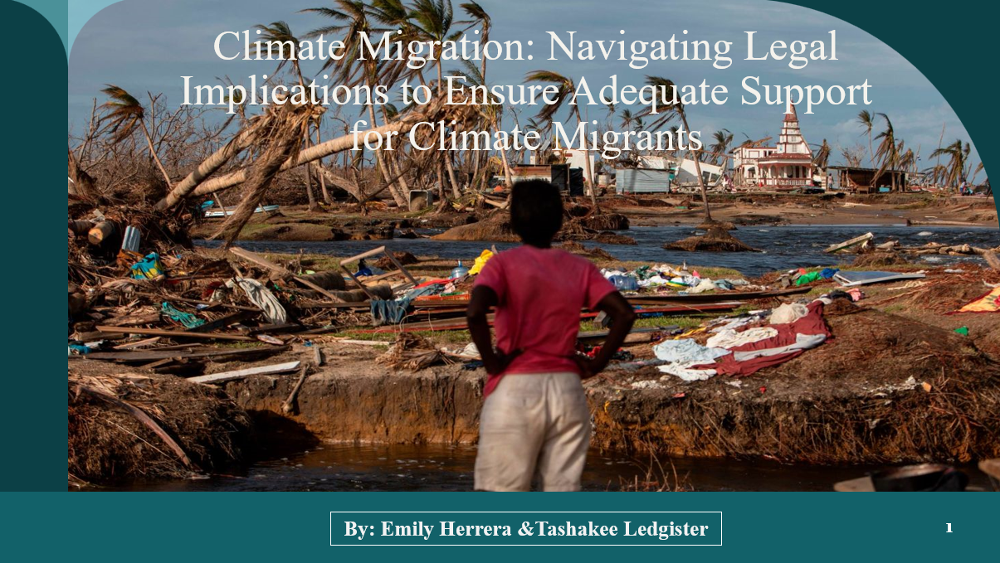 Climate Migration: Navigating Legal
Implications to Ensure Adequate Support
for Climate Migrants
By: Emily Herrera &Tashakee Ledgister
1